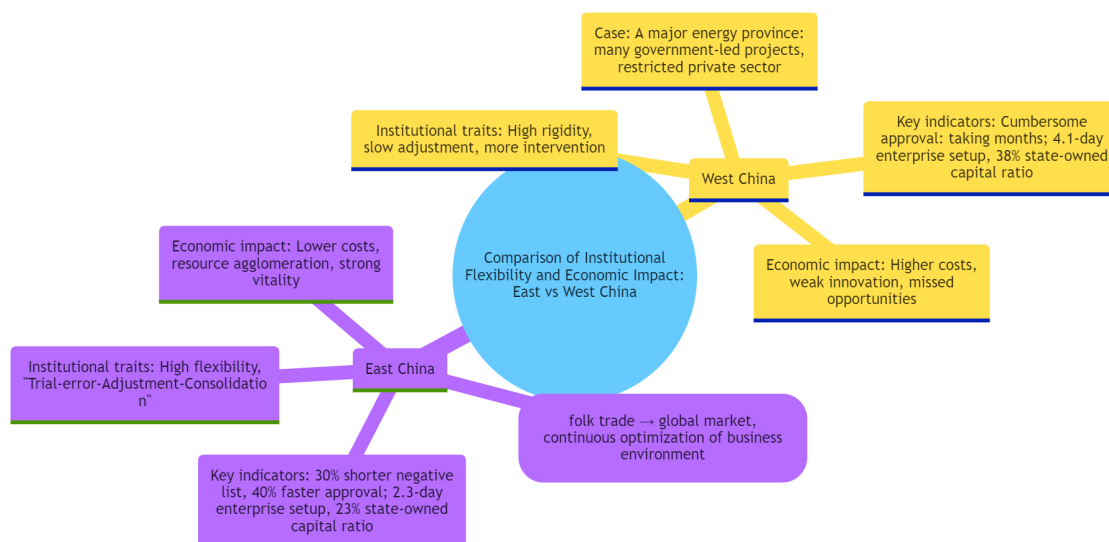 Case: A major energy province:
many government-led projects,
restricted private sector
Institutional traits: High rigidity,
slow adjustment, more intervention
Key indicators: Cumbersome
approval: taking months; 4.1-day
enterprise setup, 38% state-owned
capital ratio
West China
Economic impact: Higher costs,
weak innovation, missed
opportunities
Comparison of Institutional
Flexibility and Economic Impact:
East vs West China
Economic impact: Lower costs,
resource agglomeration, strong
vitality
Institutional traits: High flexibility,
"Trial-error-Adjustment-Consolidatio
n"
East China
folk trade → global market,
continuous optimization of business
environment
Key indicators: 30% shorter negative
list, 40% faster approval; 2.3-day
enterprise setup, 23% state-owned
capital ratio